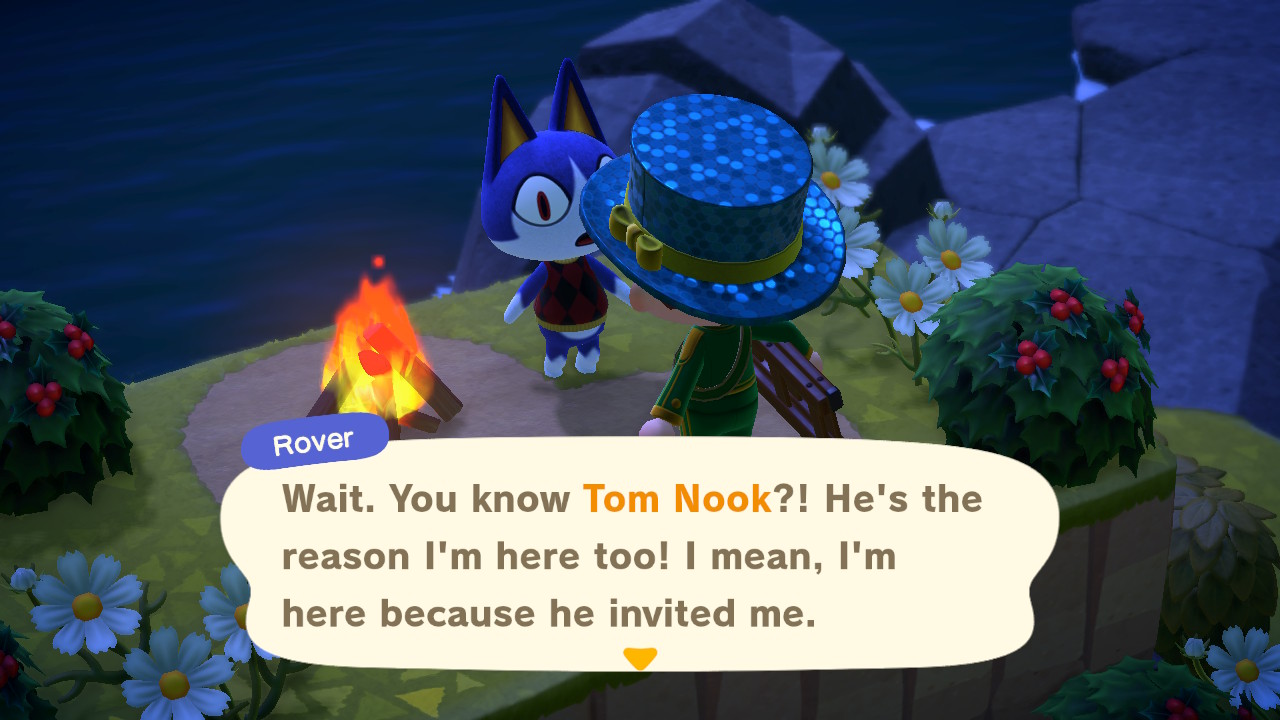 Rover
Wait. You know Tom Nook?! He's the
reason I'm here too! I mean, I'm
here because he invited me.